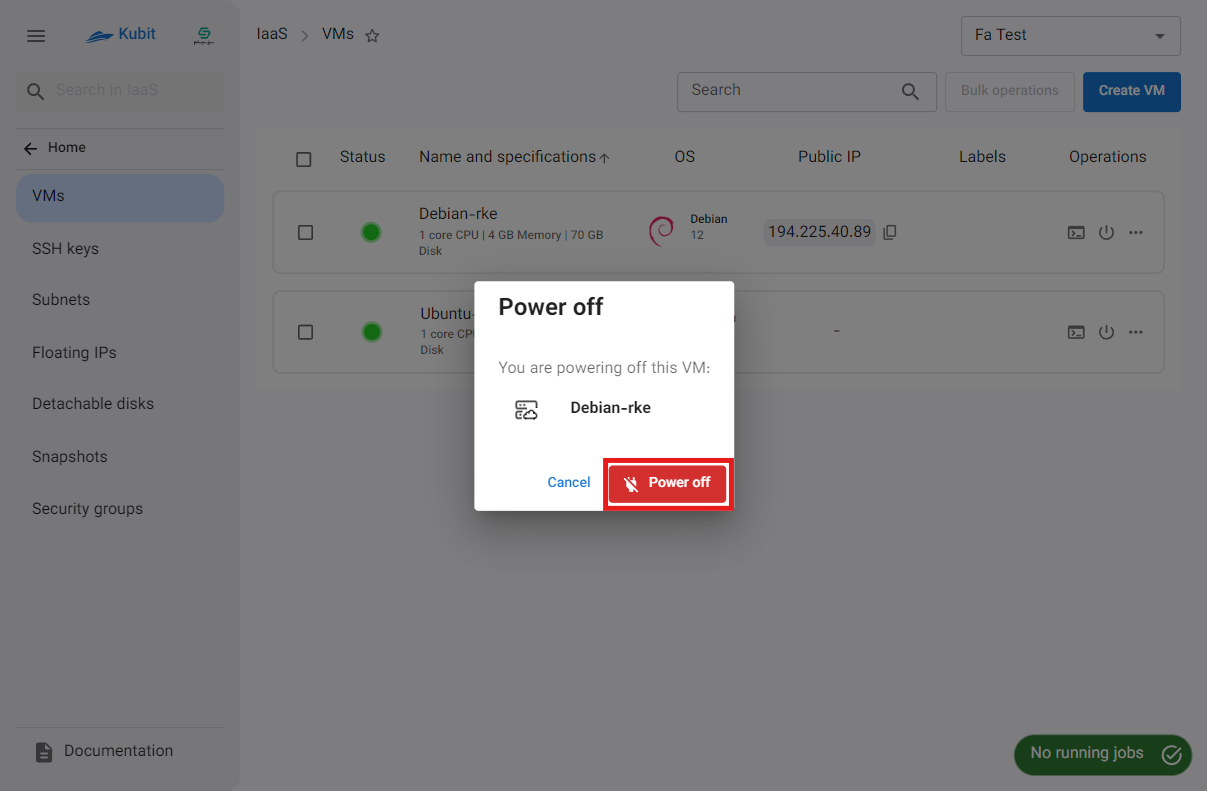 Kubit
IaaS
VMs
Fa Test
Search in IaaS
Search
Bulk operations
Create VM
Home
VMs
SSH keys
Subnets
Floating IPs
Detachable disks
Snapshots
Security groups
Documentation
Status
Name and specifications
OS
Public IP
Labels
Operations
Debian-rke
1 core CPU | 4 GB Memory | 70 GB
Disk
Debian
12
194.225.40.89
Ubuntu-
1 core CPU
Disk
-
Power off
You are powering off this VM:
Debian-rke
Cancel
Power off
No running jobs